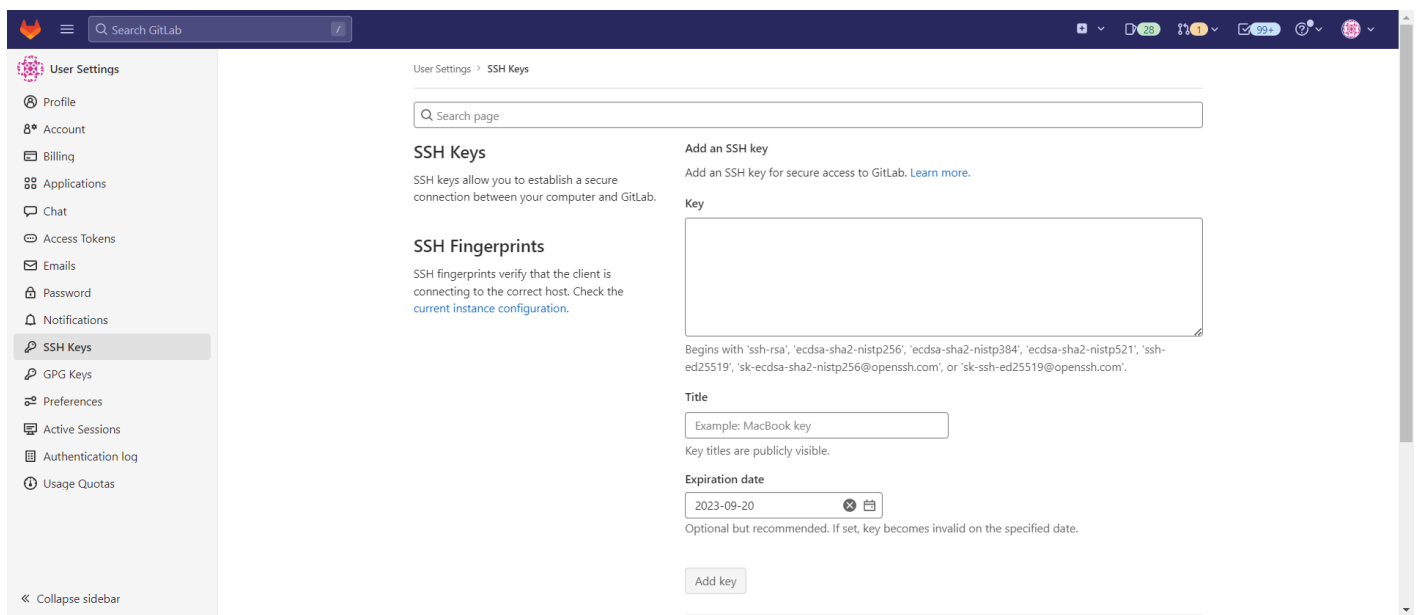 Search GitLab
/
28
1
99+
User Settings
Profile
Account
Billing
Applications
Chat
Access Tokens
Emails
Password
Notifications
SSH Keys
GPG Keys
Preferences
Active Sessions
Authentication log
Usage Quotas
Collapse sidebar
User Settings > SSH Keys
Search page
SSH Keys
SSH keys allow you to establish a secure
connection between your computer and GitLab.
SSH Fingerprints
SSH fingerprints verify that the client is
connecting to the correct host. Check the
current instance configuration.
Add an SSH key
Add an SSH key for secure access to GitLab. Learn more.
Key
Begins with 'ssh-rsa', 'ecdsa-sha2-nistp256', 'ecdsa-sha2-nistp384', 'ecdsa-sha2-nistp521', 'ssh-
ed25519', 'sk-ecdsa-sha2-nistp256@openssh.com', or 'sk-ssh-ed25519@openssh.com'.
Title
Example: MacBook key
Key titles are publicly visible.
Expiration date
2023-09-20
Optional but recommended. If set, key becomes invalid on the specified date.
Add key